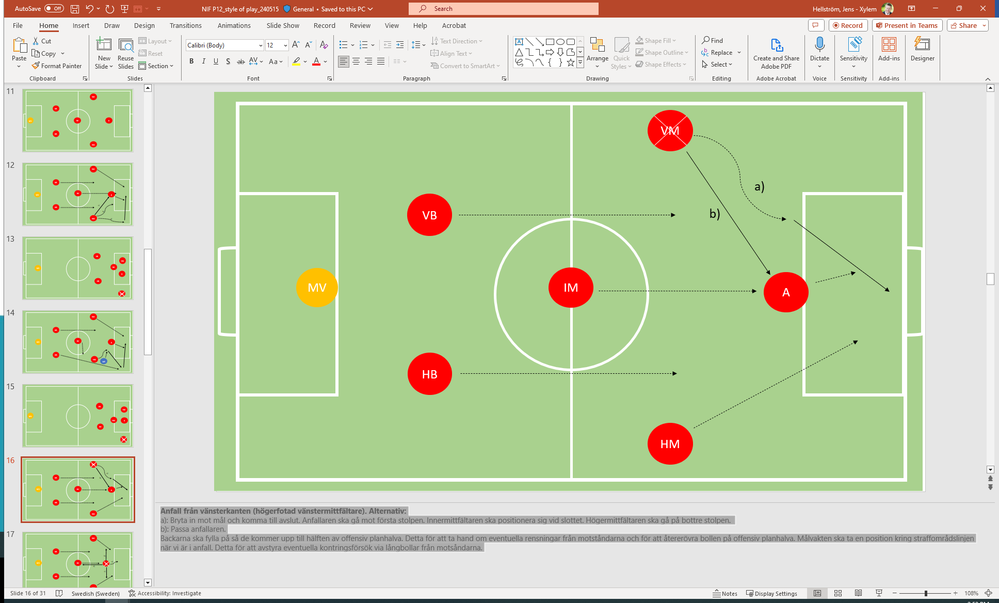 AutoSave Off NIF P12_style of play_240515 General • Saved to this PC Search Hellström, Jens - Xylem
File Home Insert Draw Design Transitions Animations Slide Show Record Review View Help Acrobat Record Present in Teams Share
Paste
Cut
Copy
Format Painter
Clipboard
New Slide
Reuse Slides
Layout
Reset
Section
Slides
Calibri (Body) 12
Font
Text Direction
Align Text
Convert to SmartArt
Paragraph
Arrange
Quick Styles
Shape Fill
Shape Outline
Shape Effects
Drawing
Find
Replace
Select
Editing
Create and Share Adobe PDF
Adobe Acrobat
Dictate
Voice
Sensitivity
Sensitivity
Add-ins
Add-ins
Designer
11
12
13
14
15
16
17
VM
a)
b)
VB
MV
IM
A
HB
HM
Anfall från vänsterkanten (högerfotad vänstermittfältare). Alternativ:
a): Bryta in mot mål och komma till avslut. Anfallaren ska gå mot första stolpen. Innermittfältaren ska positionera sig vid slottet. Högermittfältaren ska gå på bottre stolpen.
b): Passa anfallaren.
Backarna ska fylla på så de kommer upp till hälften av offensiv planhalva. Detta för att ta hand om eventuella rensningar från motståndarna och för att återerövra bollen på offensiv planhalva. Målvakten ska ta en position kring straffområdslinjen
när vi är i anfall. Detta för att avstyra eventuella kontringsförsök via långbollar från motsåndarna.
Slide 16 of 31 Swedish (Sweden) Accessibility: Investigate Notes Display Settings 108%